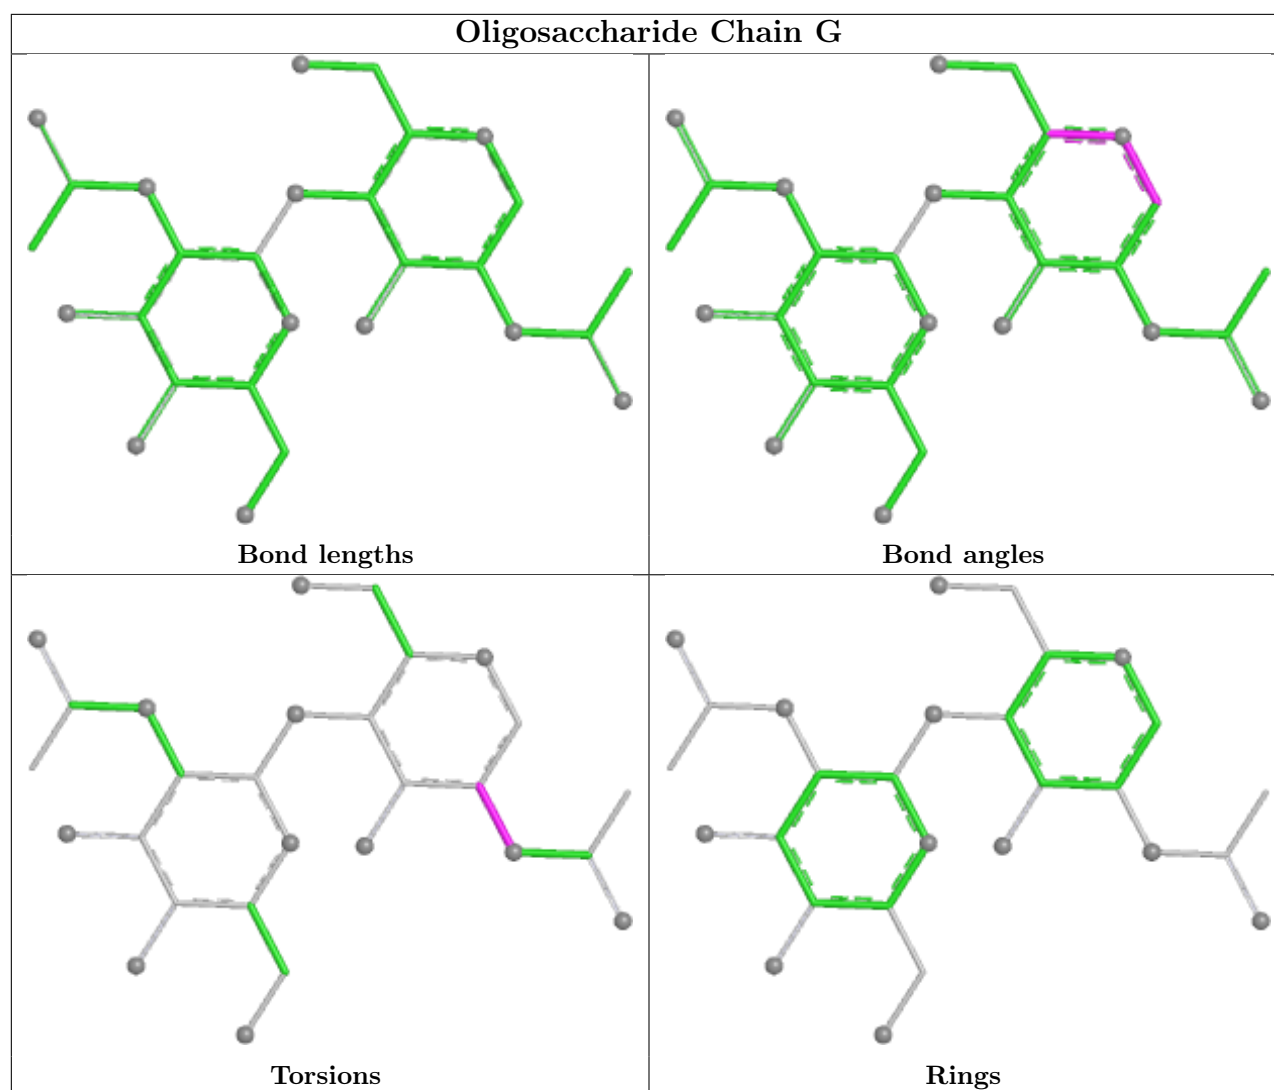 Oligosaccharide Chain G
Bond lengths
Bond angles
Torsions
Rings